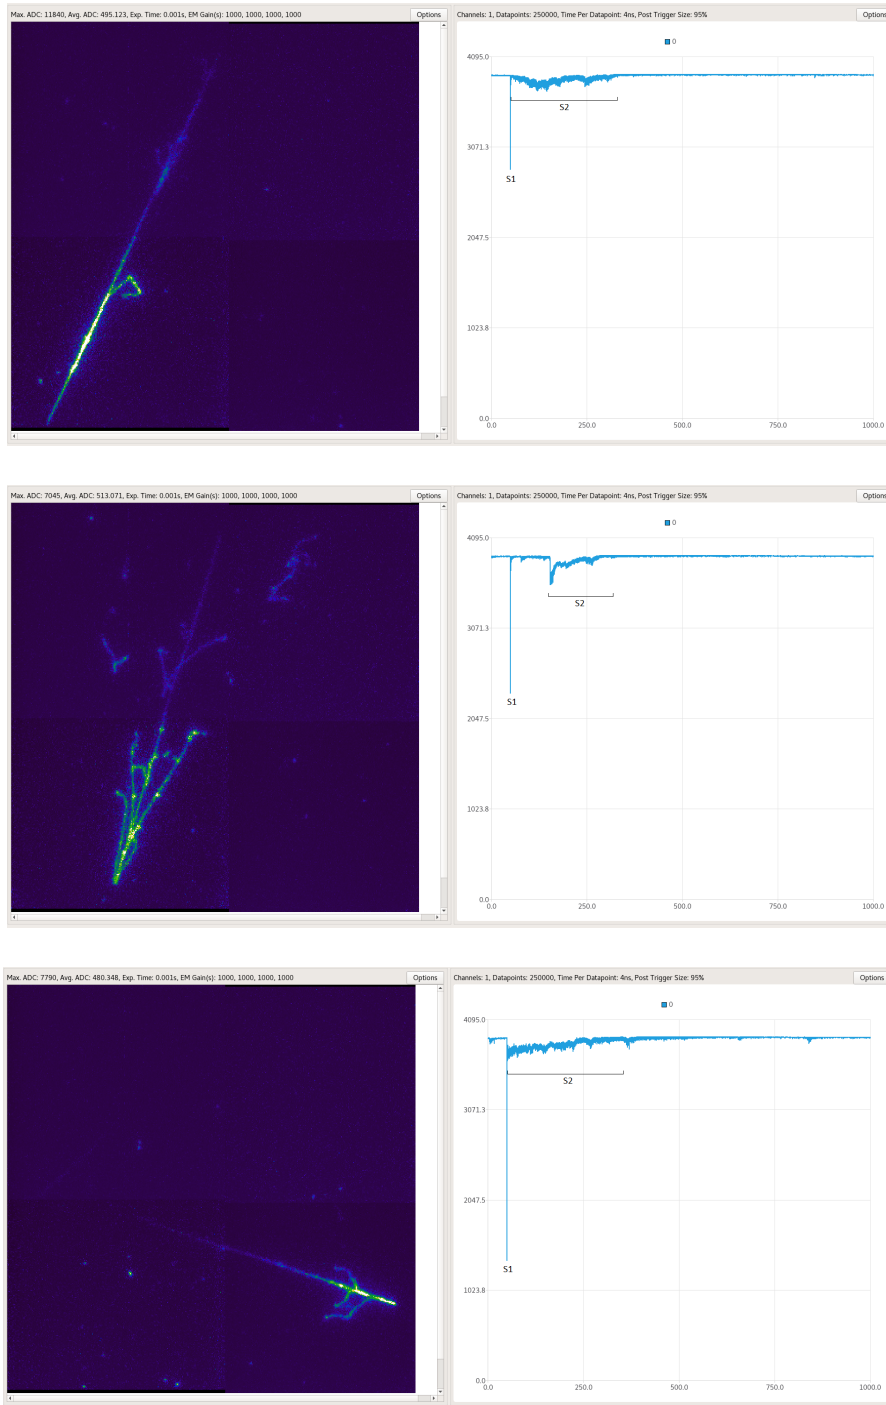 Max. ADC: 11840, Avg. ADC: 495.123, Exp. Time: 0.001s, EM Gain(s): 1000, 1000, 1000, 1000
Options
Channels: 1, Datapoints: 250000, Time Per Datapoint: 4ns, Post Trigger Size: 95%
Options
0
4095.0
3071.3
2047.5
1023.8
0.0
S2
S1
0.0 250.0 500.0 750.0 1000.0
Max. ADC: 7045, Avg. ADC: 513.071, Exp. Time: 0.001s, EM Gain(s): 1000, 1000, 1000, 1000
Options
Channels: 1, Datapoints: 250000, Time Per Datapoint: 4ns, Post Trigger Size: 95%
Options
0
4095.0
3071.3
2047.5
1023.8
0.0
S2
S1
0.0 250.0 500.0 750.0 1000.0
Max. ADC: 7790, Avg. ADC: 480.348, Exp. Time: 0.001s, EM Gain(s): 1000, 1000, 1000, 1000
Options
Channels: 1, Datapoints: 250000, Time Per Datapoint: 4ns, Post Trigger Size: 95%
Options
0
4095.0
3071.3
2047.5
1023.8
0.0
S2
S1
0.0 250.0 500.0 750.0 1000.0